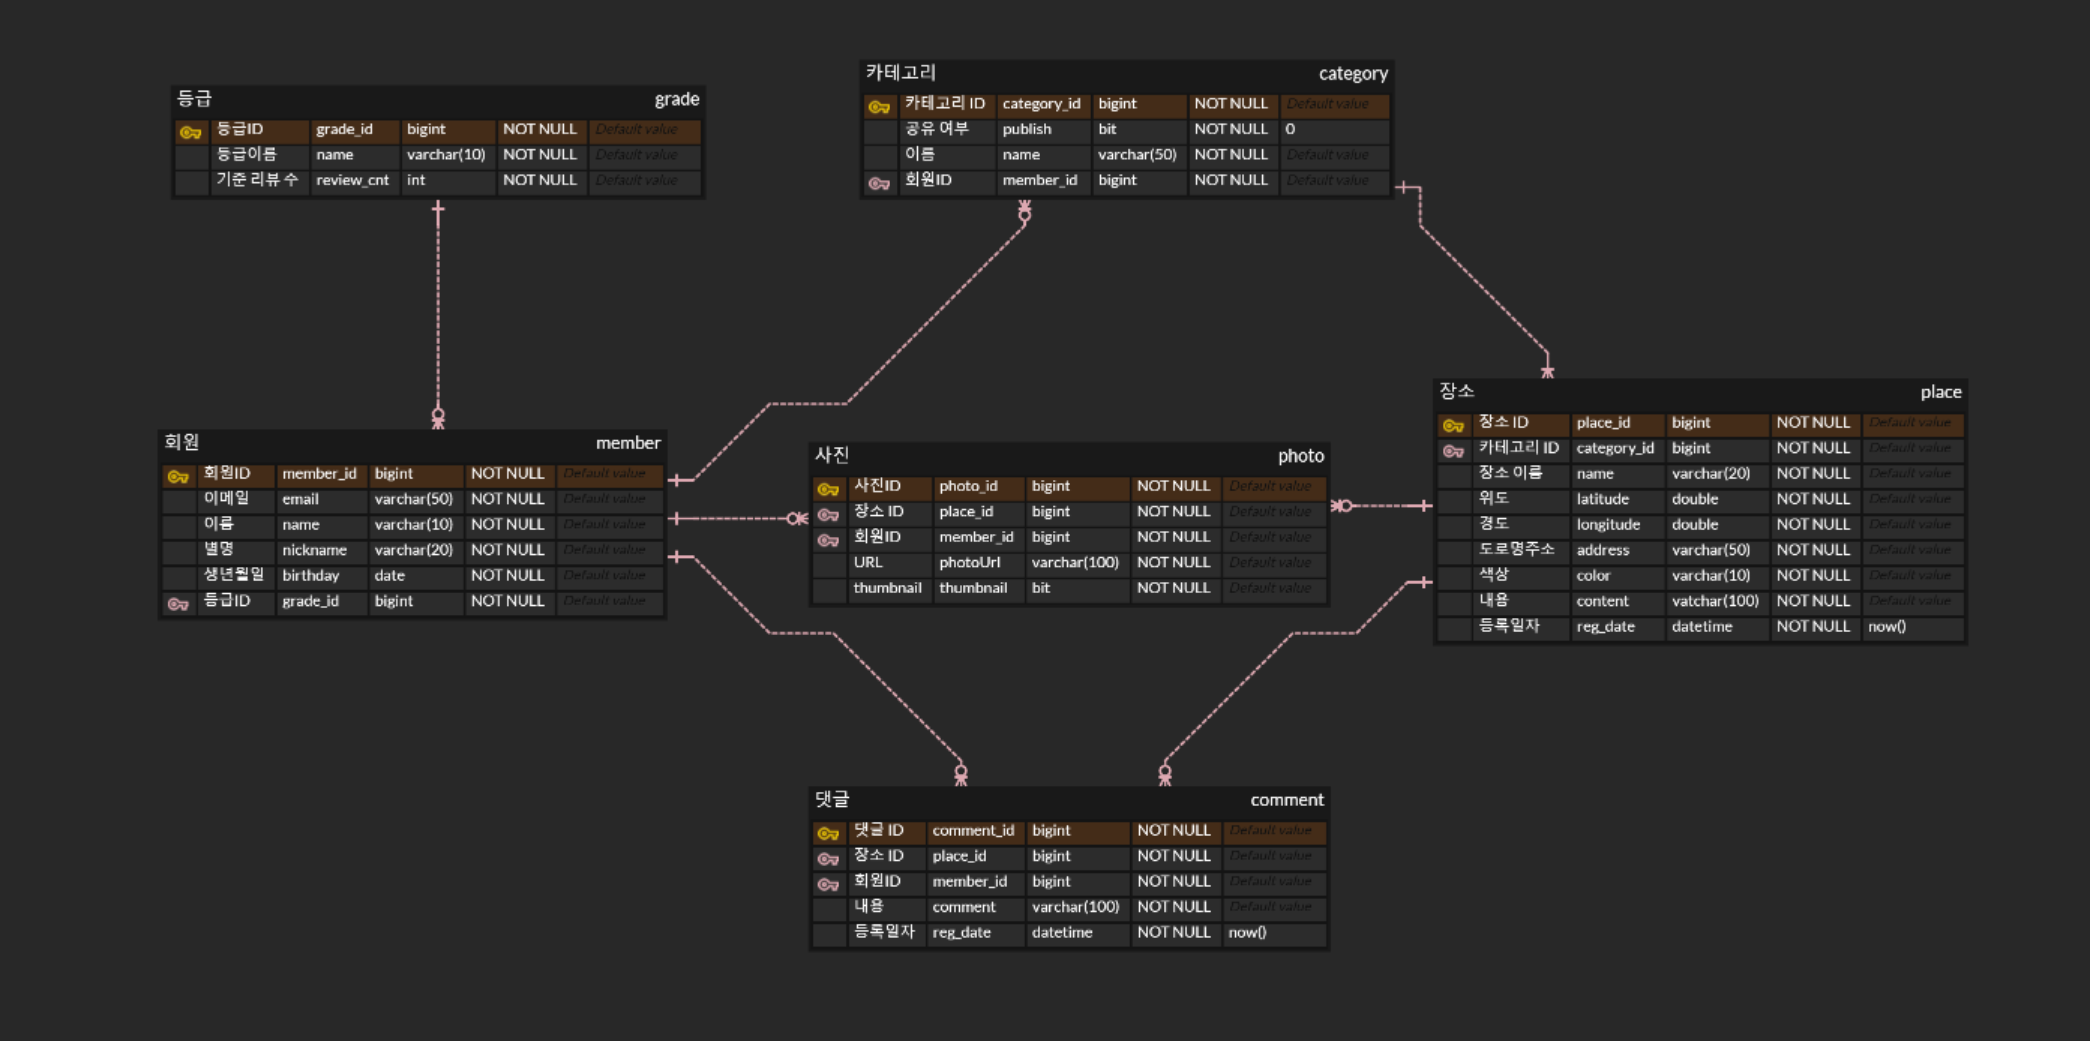 등급 grade
등급ID grade_id bigint NOT NULL Default value
등급이름 name varchar(10) NOT NULL Default value
기준 리뷰 수 review_cnt int NOT NULL Default value
카테고리 category
카테고리 ID category_id bigint NOT NULL Default value
공유 여부 publish bit NOT NULL 0
이름 name varchar(50) NOT NULL Default value
회원ID member_id bigint NOT NULL Default value
회원 member
회원ID member_id bigint NOT NULL Default value
이메일 email varchar(50) NOT NULL Default value
이름 name varchar(10) NOT NULL Default value
별명 nickname varchar(20) NOT NULL Default value
생년월일 birthday date NOT NULL Default value
등급ID grade_id bigint NOT NULL Default value
사진 photo
사진ID photo_id bigint NOT NULL Default value
장소 ID place_id bigint NOT NULL Default value
회원ID member_id bigint NOT NULL Default value
URL photoUrl varchar(100) NOT NULL Default value
thumbnail thumbnail bit NOT NULL Default value
장소 place
장소 ID place_id bigint NOT NULL Default value
카테고리 ID category_id bigint NOT NULL Default value
장소 이름 name varchar(20) NOT NULL Default value
위도 latitude double NOT NULL Default value
경도 longitude double NOT NULL Default value
도로명주소 address varchar(50) NOT NULL Default value
색상 color varchar(10) NOT NULL Default value
내용 content vatchar(100) NOT NULL Default value
등록일자 reg_date datetime NOT NULL now()
댓글 comment
댓글 ID comment_id bigint NOT NULL Default value
장소 ID place_id bigint NOT NULL Default value
회원ID member_id bigint NOT NULL Default value
내용 comment varchar(100) NOT NULL Default value
등록일자 reg_date datetime NOT NULL now()